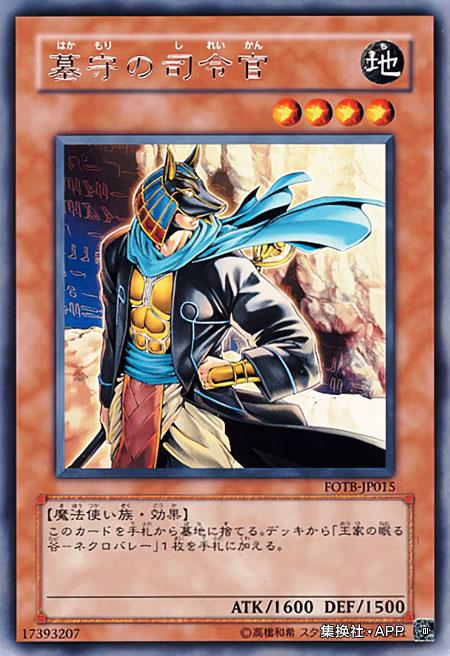 はか もり し れい かん
墓守の司令官
ち
地
FOTB-JP015
【魔法使い族・効果】
このカードを手札から墓地に捨てる。デッキから「王家の眠る
谷－ネクロバレー」1枚を手札に加える。
ATK/1600 DEF/1500
17393207
©高橋和希 スタ
集英社・APP